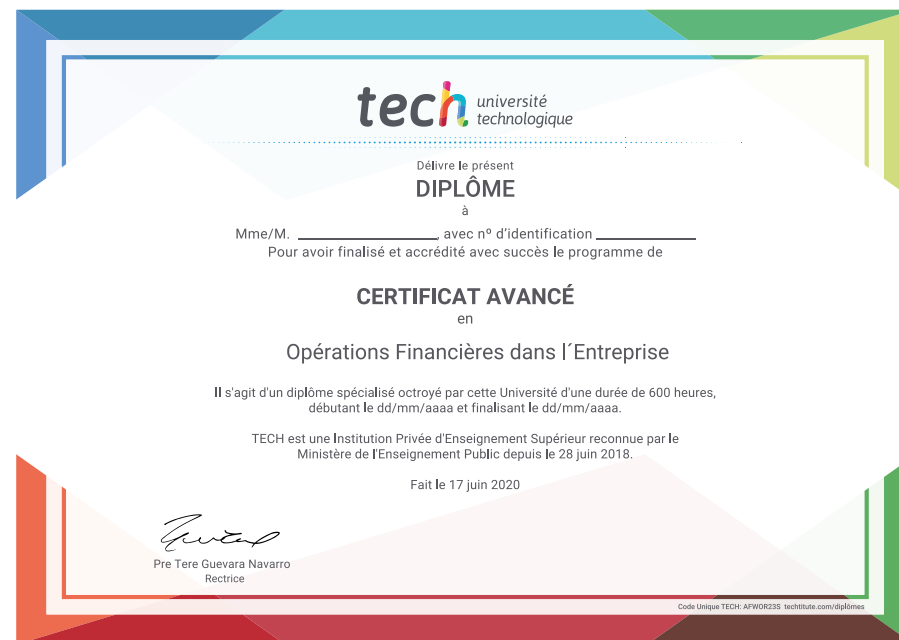 tech université
technologique
Délivre le présent
DIPLÔME
à
Mme/M. ____________, avec nº d'identification ____________
Pour avoir finalisé et accrédité avec succès le programme de
CERTIFICAT AVANCÉ
en
Opérations Financières dans l´Entreprise
Il s'agit d'un diplôme spécialisé octroyé par cette Université d'une durée de 600 heures,
débutant le dd/mm/aaaa et finalisant le dd/mm/aaaa.
TECH est une Institution Privée d'Enseignement Supérieur reconnue par le
Ministère de l'Enseignement Public depuis le 28 juin 2018.
Fait le 17 juin 2020
Pre Tere Guevara Navarro
Rectrice
Code Unique TECH: AFWOR23S techtitute.com/diplômes